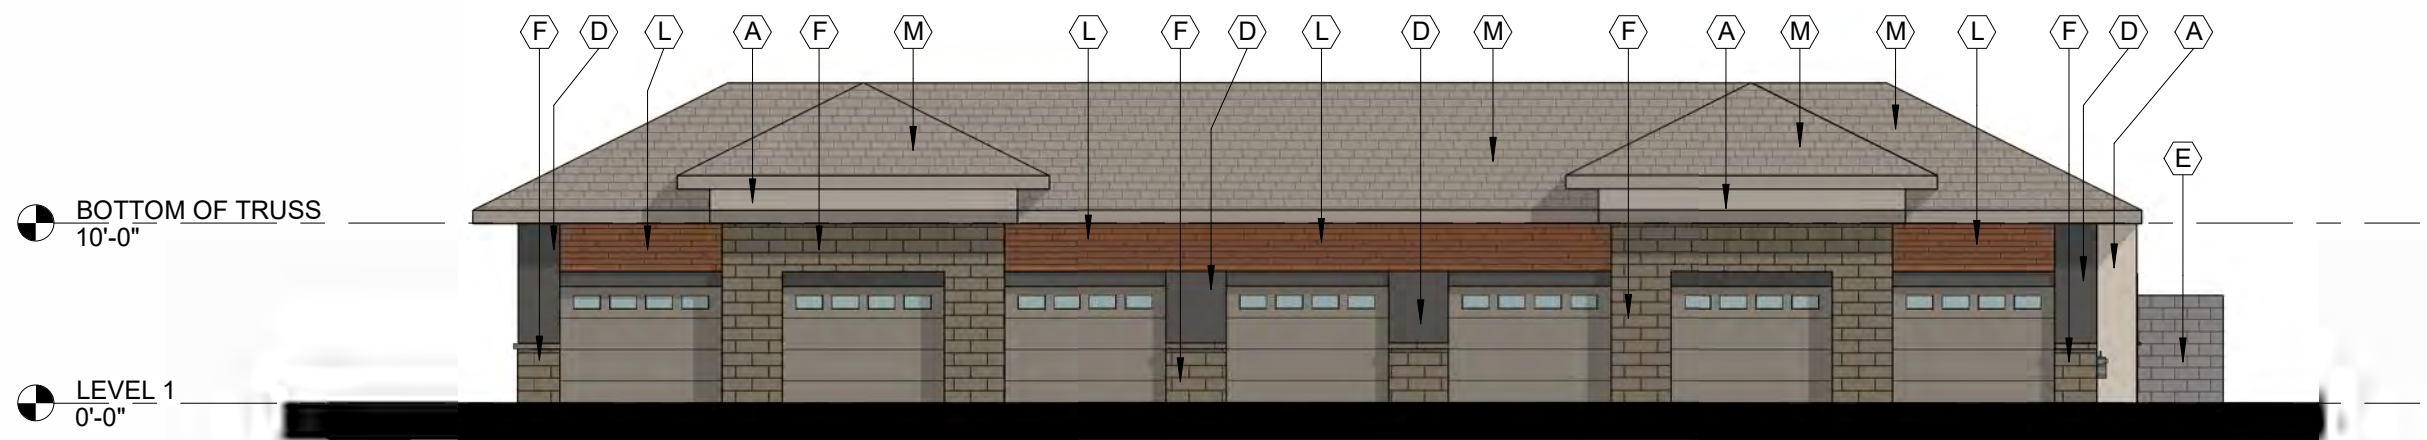 F D L A F M L F D L D M F A M M L F D A
E
BOTTOM OF TRUSS
10'-0"
LEVEL 1
0'-0"